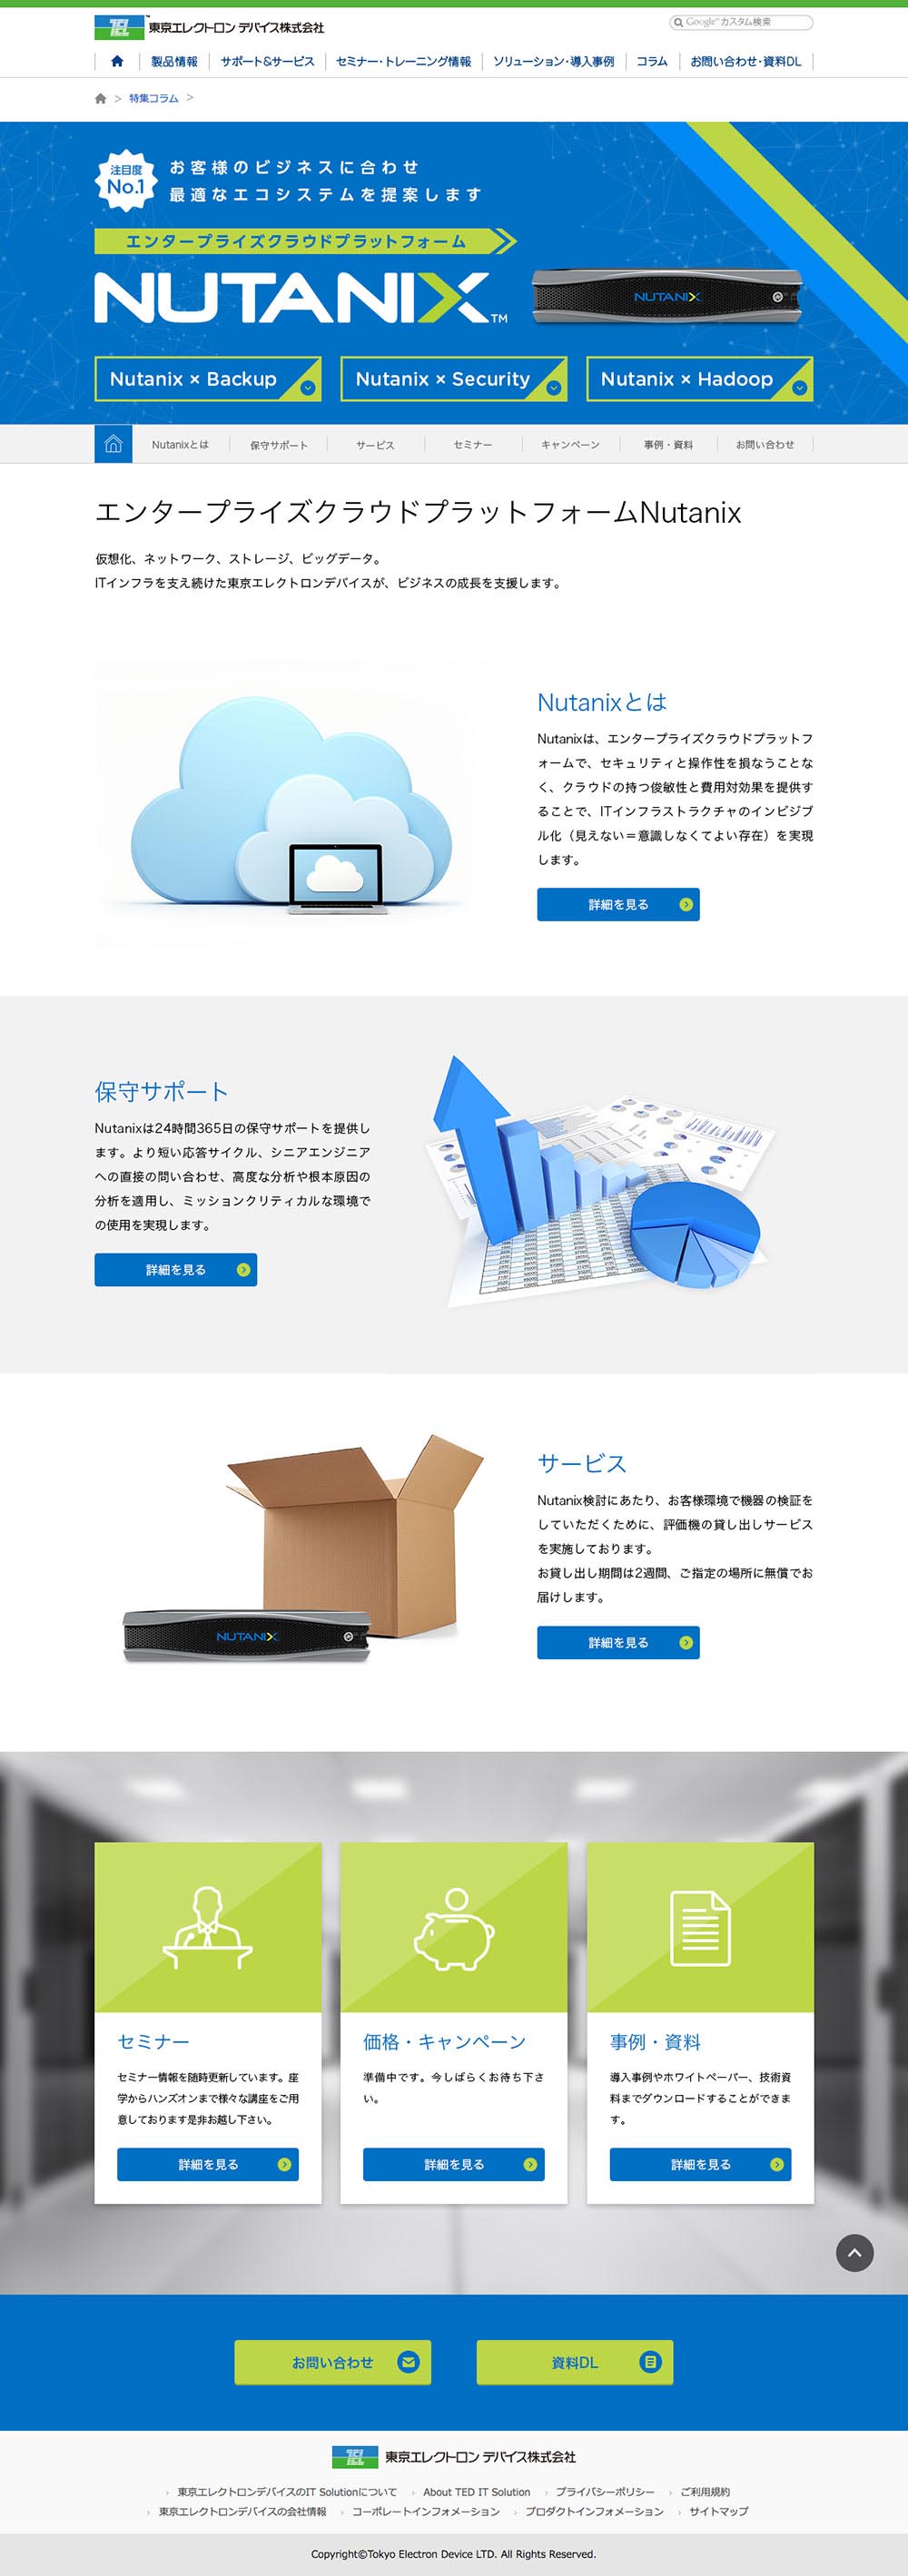 TEL 東京エレクトロン デバイス株式会社
Google カスタム検索
製品情報 サポート&サービス セミナー・トレーニング情報 ソリューション・導入事例 コラム お問い合わせ・資料DL
> 特集コラム >
注目度
No.1
お客様のビジネスに合わせ
最適なエコシステムを提案します
エンタープライズクラウドプラットフォーム
NUTANIX™
NUTANIX
Nutanix × Backup
Nutanix × Security
Nutanix × Hadoop
Nutanixとは 保守サポート サービス セミナー キャンペーン 事例・資料 お問い合わせ
エンタープライズクラウドプラットフォームNutanix
仮想化、ネットワーク、ストレージ、ビッグデータ。
ITインフラを支え続けた東京エレクトロンデバイスが、ビジネスの成長を支援します。
Nutanixとは
Nutanixは、エンタープライズクラウドプラットフ
ォームで、セキュリティと操作性を損なうことな
く、クラウドの持つ俊敏性と費用対効果を提供す
ることで、ITインフラストラクチャのインビジブ
ル化（見えない＝意識しなくてよい存在）を実現
します。
詳細を見る
保守サポート
Nutanixは24時間365日の保守サポートを提供し
ます。より短い応答サイクル、シニアエンジニア
への直接の問い合わせ、高度な分析や根本原因の
分析を適用し、ミッションクリティカルな環境で
の使用を実現します。
詳細を見る
サービス
Nutanix検討にあたり、お客様環境で機器の検証を
していただくために、評価機の貸し出しサービス
を実施しております。
お貸し出し期間は2週間、ご指定の場所に無償でお
届けします。
詳細を見る
NUTANIX
セミナー
セミナー情報を随時更新しています。座
学からハンズオンまで様々な講座をご用
意しております是非お越し下さい。
詳細を見る
価格・キャンペーン
準備中です。今しばらくお待ち下さ
い。
詳細を見る
事例・資料
導入事例やホワイトペーパー、技術資
料までダウンロードすることができま
す。
詳細を見る
お問い合わせ
資料DL
TEL 東京エレクトロン デバイス株式会社
› 東京エレクトロンデバイスのIT Solutionについて › About TED IT Solution › プライバシーポリシー › ご利用規約
› 東京エレクトロンデバイスの会社情報 › コーポレートインフォメーション › プロダクトインフォメーション › サイトマップ
Copyright©Tokyo Electron Device LTD. All Rights Reserved.